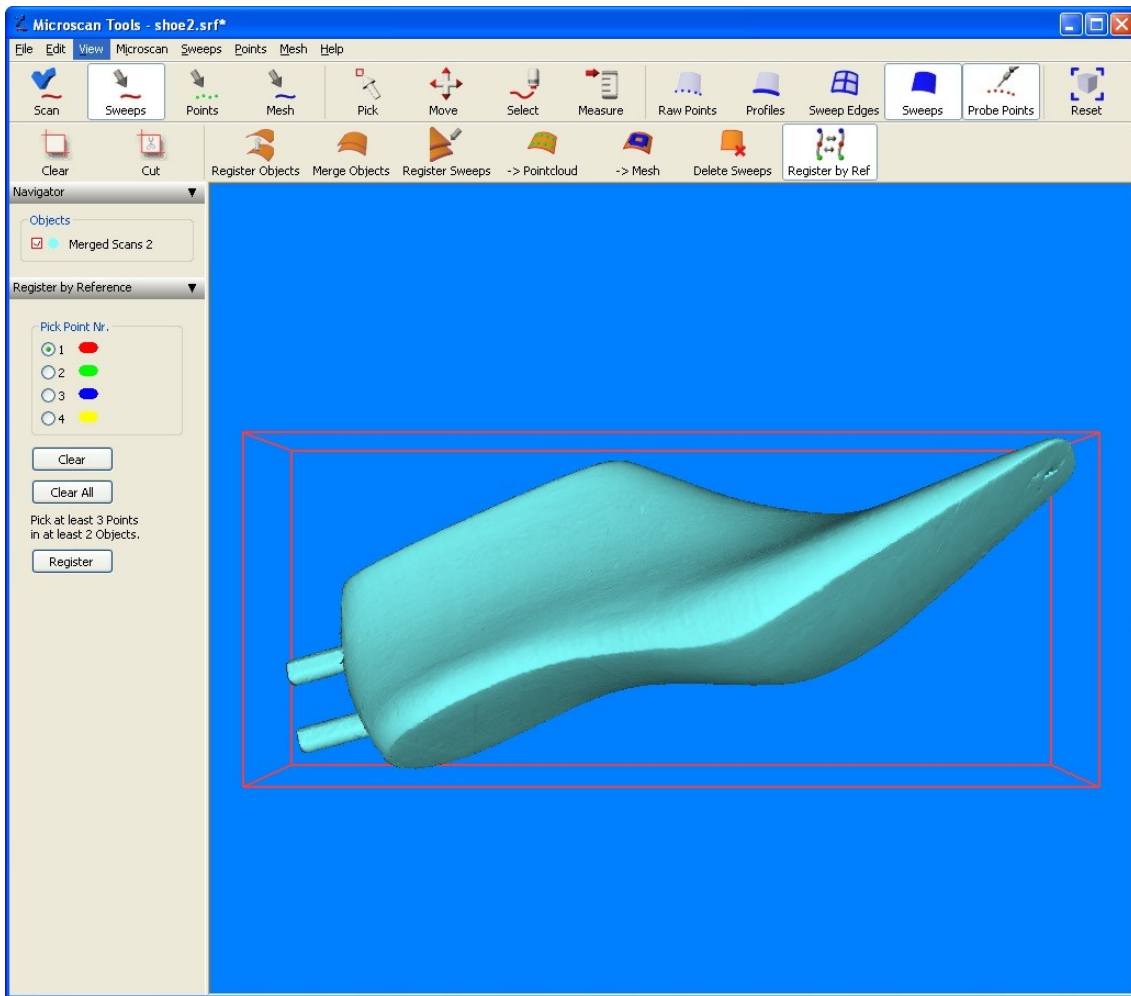 Microscan Tools - shoe2.srf*
File Edit View Microscan Sweeps Points Mesh Help
Scan Sweeps Points Mesh Pick Move Select Measure Raw Points Profiles Sweep Edges Sweeps Probe Points Reset
Clear Cut Register Objects Merge Objects Register Sweeps -> Pointcloud -> Mesh Delete Sweeps Register by Ref
Navigator
Objects
Merged Scans 2
Register by Reference
Pick Point Nr.
1
2
3
4
Clear
Clear All
Pick at least 3 Points
in at least 2 Objects.
Register